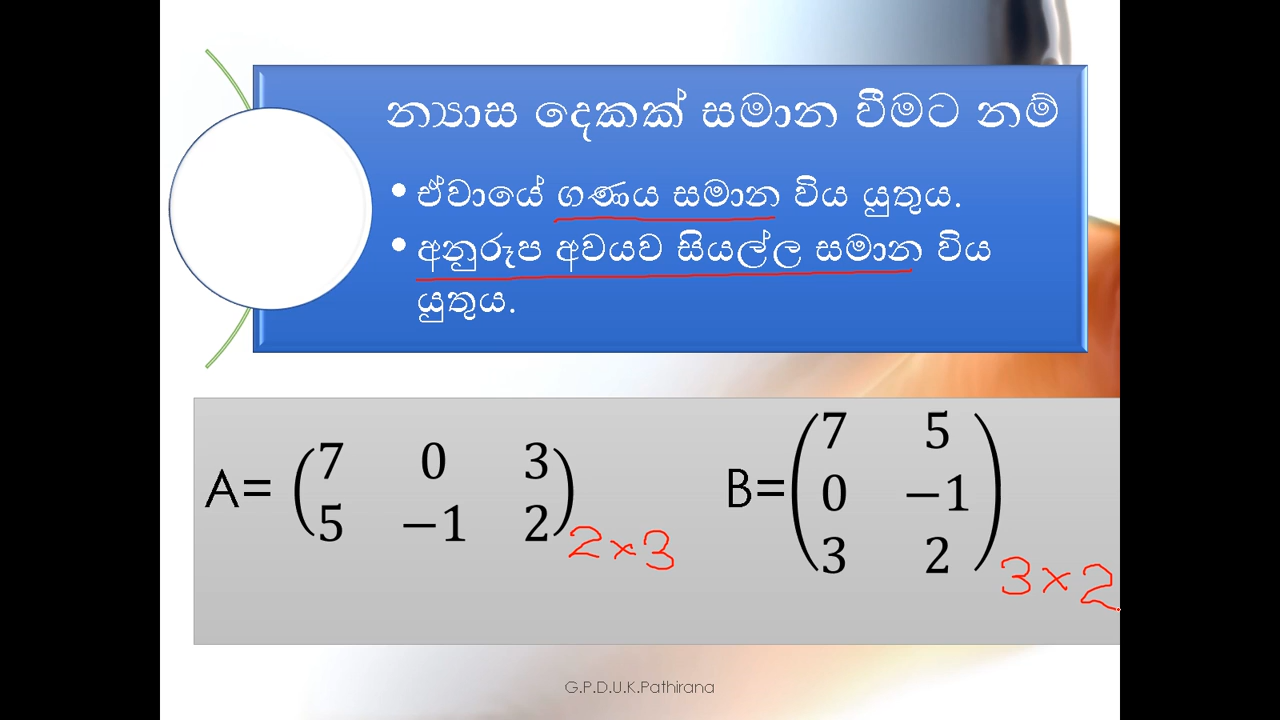 න්‍යාස දෙකක් සමාන වීමට නම්
• ඒවායේ ගණය සමාන විය යුතුය.
• අනුරූප අවයව සියල්ල සමාන විය
යුතුය.
A= (7 0 3
5 −1 2) 2×3
B= (7 5
0 −1
3 2) 3×2
G.P.D.U.K.Pathirana